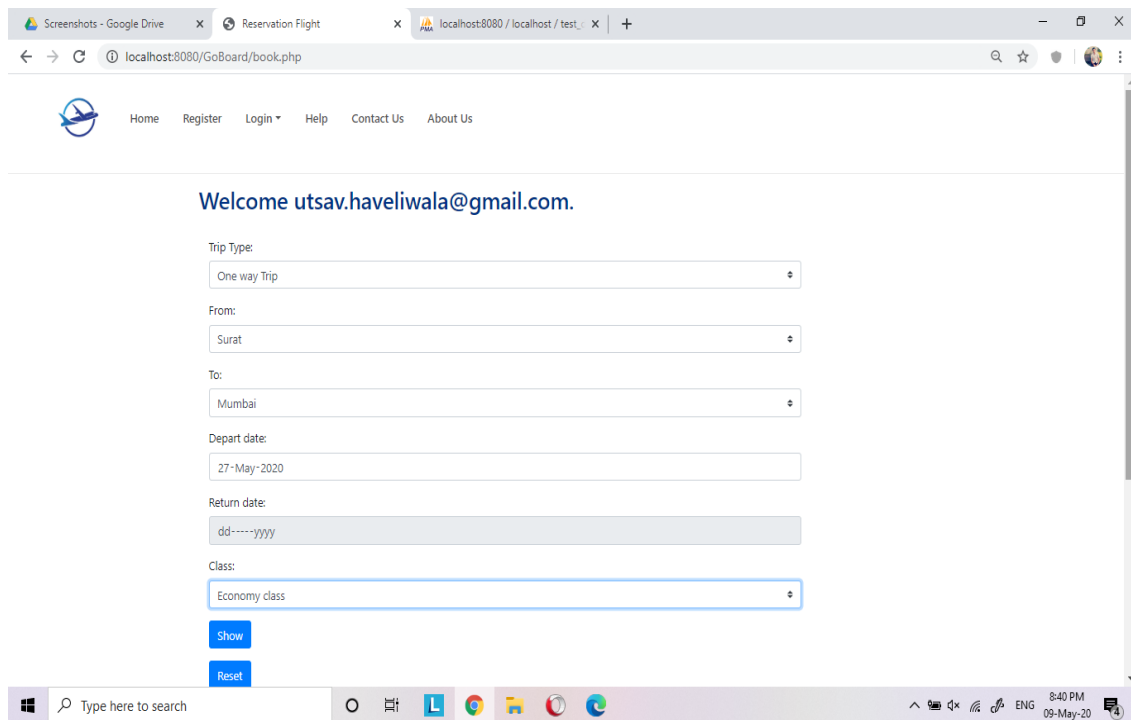 Screenshots - Google Drive
Reservation Flight
PMA localhost:8080 / localhost / test_
localhost:8080/GoBoard/book.php
Home Register Login Help Contact Us About Us
Welcome utsav.haveliwala@gmail.com.
Trip Type:
One way Trip
From:
Surat
To:
Mumbai
Depart date:
27-May-2020
Return date:
dd-----yyyy
Class:
Economy class
Show
Reset
Type here to search
L
ENG
8:40 PM
09-May-20
4